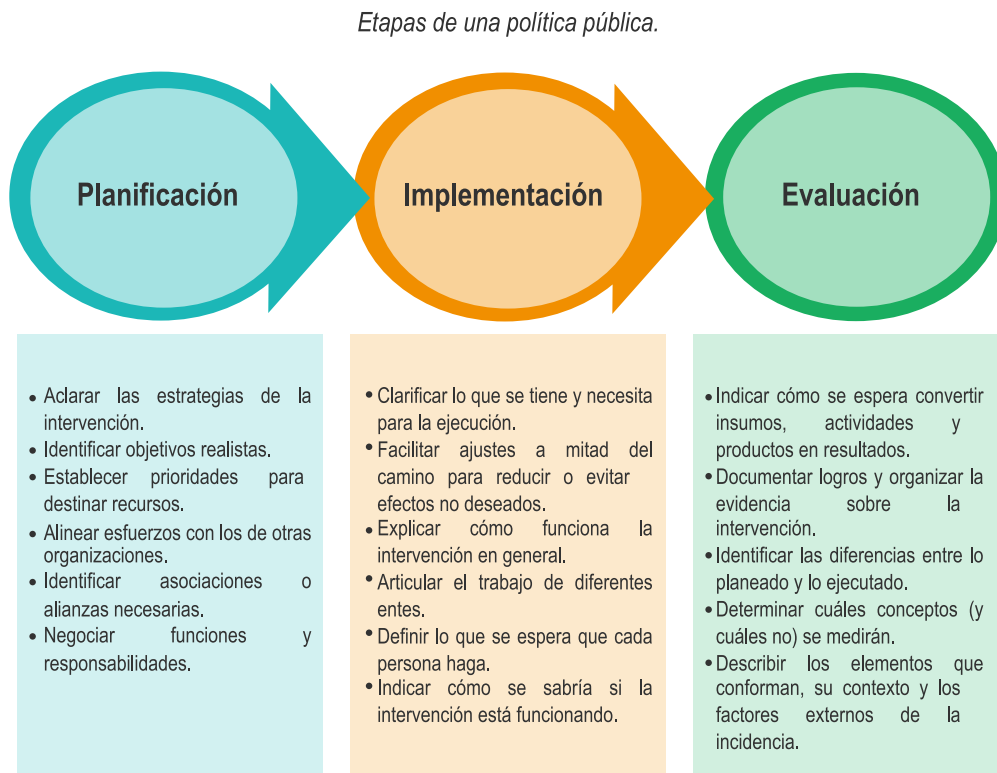 Etapas de una política pública.
Planificación
Implementación
Evaluación
• Aclarar las estrategias de la
intervención.
• Identificar objetivos realistas.
• Establecer prioridades para
destinar recursos.
• Alinear esfuerzos con los de otras
organizaciones.
• Identificar asociaciones o
alianzas necesarias.
• Negociar funciones y
responsabilidades.
• Clarificar lo que se tiene y necesita
para la ejecución.
• Facilitar ajustes a mitad del
camino para reducir o evitar
efectos no deseados.
• Explicar cómo funciona la
intervención en general.
• Articular el trabajo de diferentes
entes.
• Definir lo que se espera que cada
persona haga.
• Indicar cómo se sabría si la
intervención está funcionando.
• Indicar cómo se espera convertir
insumos, actividades y
productos en resultados.
• Documentar logros y organizar la
evidencia sobre la
intervención.
• Identificar las diferencias entre lo
planeado y lo ejecutado.
• Determinar cuáles conceptos (y
cuáles no) se medirán.
• Describir los elementos que
conforman, su contexto y los
factores externos de la
incidencia.